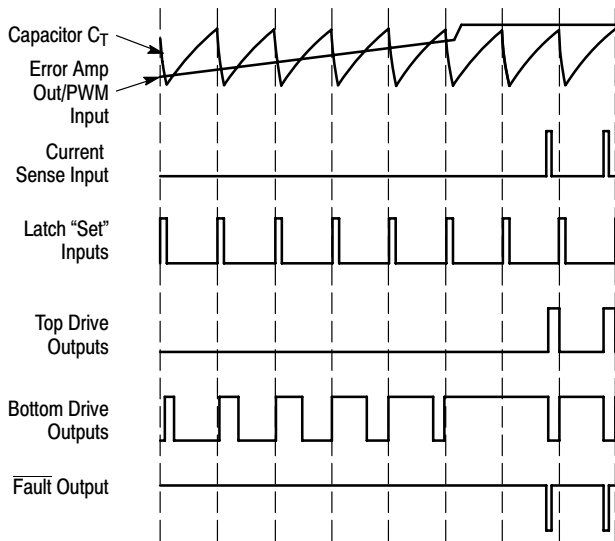 Capacitor CT
Error Amp
Out/PWM
Input
Current
Sense Input
Latch “Set”
Inputs
Top Drive
Outputs
Bottom Drive
Outputs
Fault Output